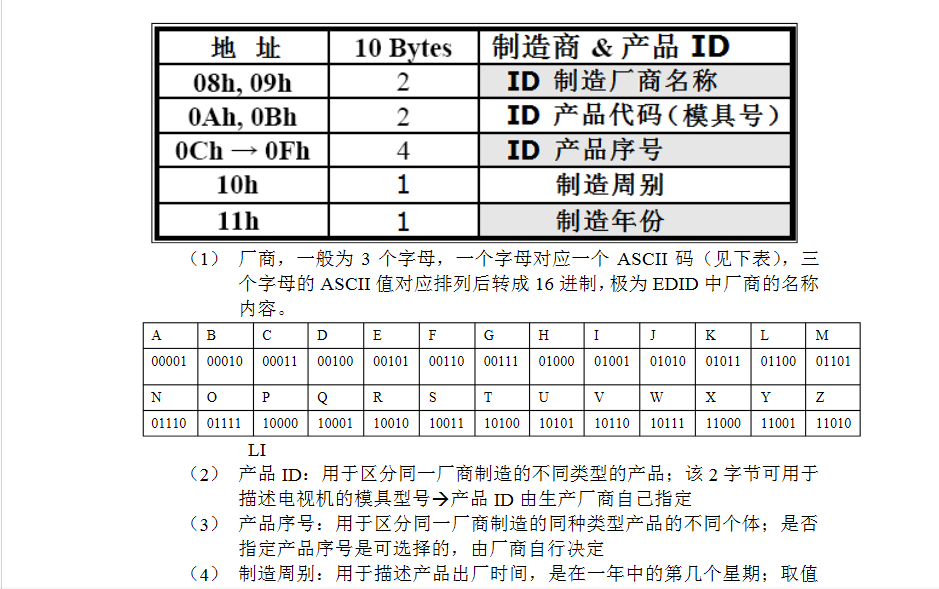 地 址 10 Bytes 制造商 & 产品 ID
08h, 09h 2 ID 制造厂商名称
0Ah, 0Bh 2 ID 产品代码(模具号)
0Ch → 0Fh 4 ID 产品序号
10h 1 制造周别
11h 1 制造年份
(1) 厂商，一般为 3 个字母，一个字母对应一个 ASCII 码（见下表），三
个字母的 ASCII 值对应排列后转成 16 进制，极为 EDID 中厂商的名称
内容。
A B C D E F G H I J K L M
00001 00010 00011 00100 00101 00110 00111 01000 01001 01010 01011 01100 01101
N O P Q R S T U V W X Y Z
01110 01111 10000 10001 10010 10011 10100 10101 10110 10111 11000 11001 11010
LI
(2) 产品 ID：用于区分同一厂商制造的不同类型的产品；该 2 字节可用于
描述电视机的模具型号→产品 ID 由生产厂商自己指定
(3) 产品序号：用于区分同一厂商制造的同种类型产品的不同个体；是否
指定产品序号是可选择的，由厂商自行决定
(4) 制造周别：用于描述产品出厂时间，是在一年中的第几个星期；取值